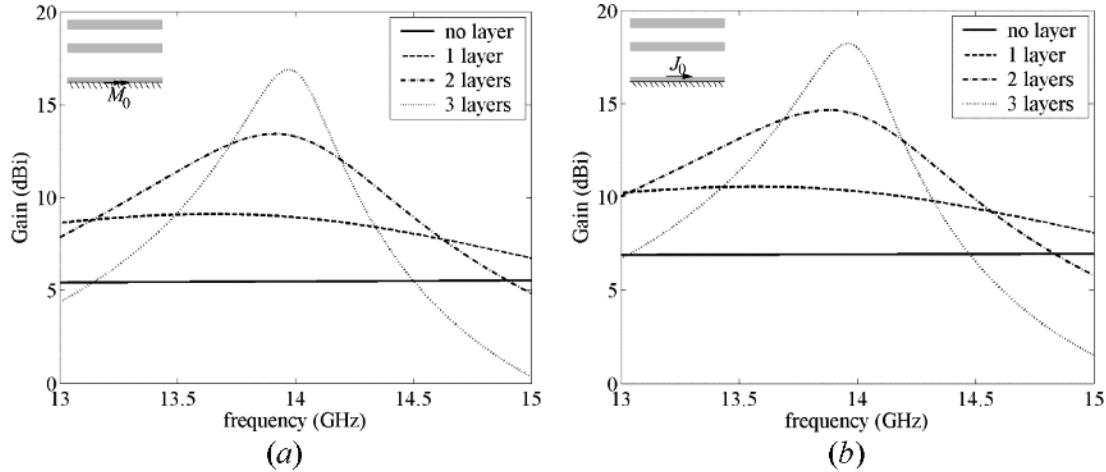 20
15
10
5
0
Gain (dBi)
M0
no layer
1 layer
2 layers
3 layers
13
13.5
14
14.5
15
frequency (GHz)
(a)
20
15
10
5
0
Gain (dBi)
J0
no layer
1 layer
2 layers
3 layers
13
13.5
14
14.5
15
frequency (GHz)
(b)